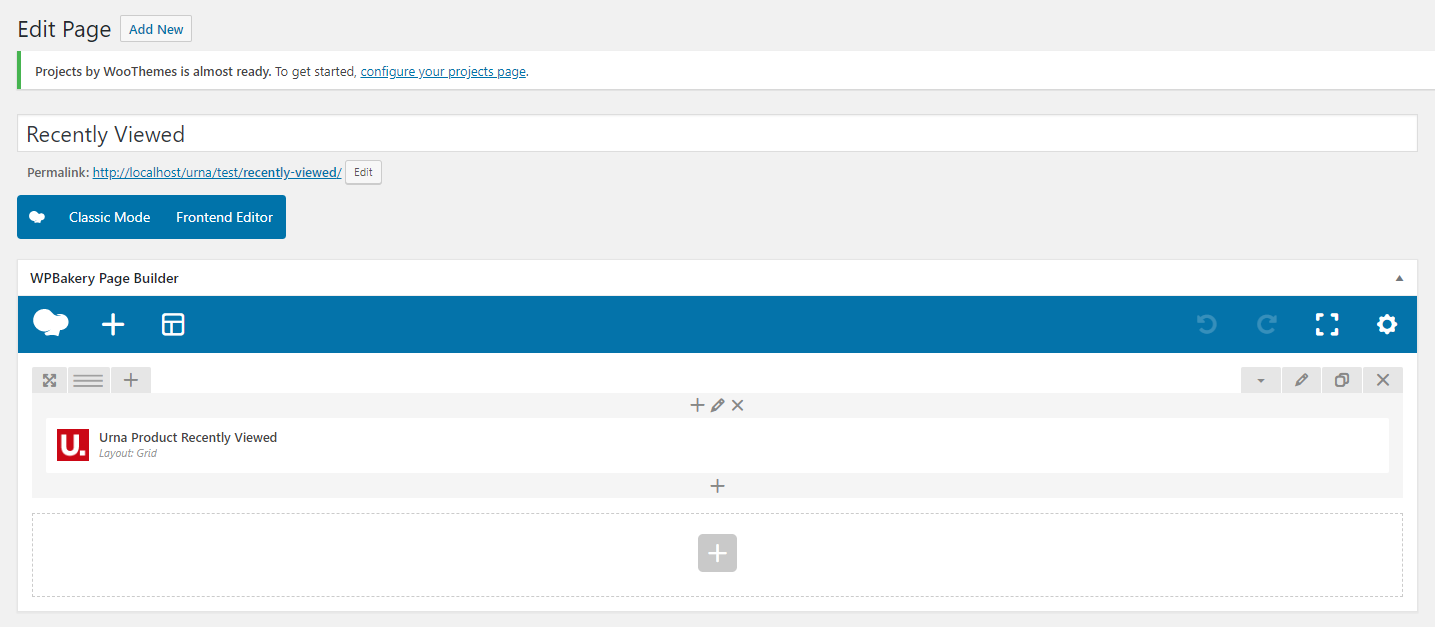 Edit Page Add New
Projects by WooThemes is almost ready. To get started, configure your projects page.
Recently Viewed
Permalink: http://localhost/urna/test/recently-viewed/ Edit
Classic Mode Frontend Editor
WPBakery Page Builder
U. Urna Product Recently Viewed
Layout: Grid